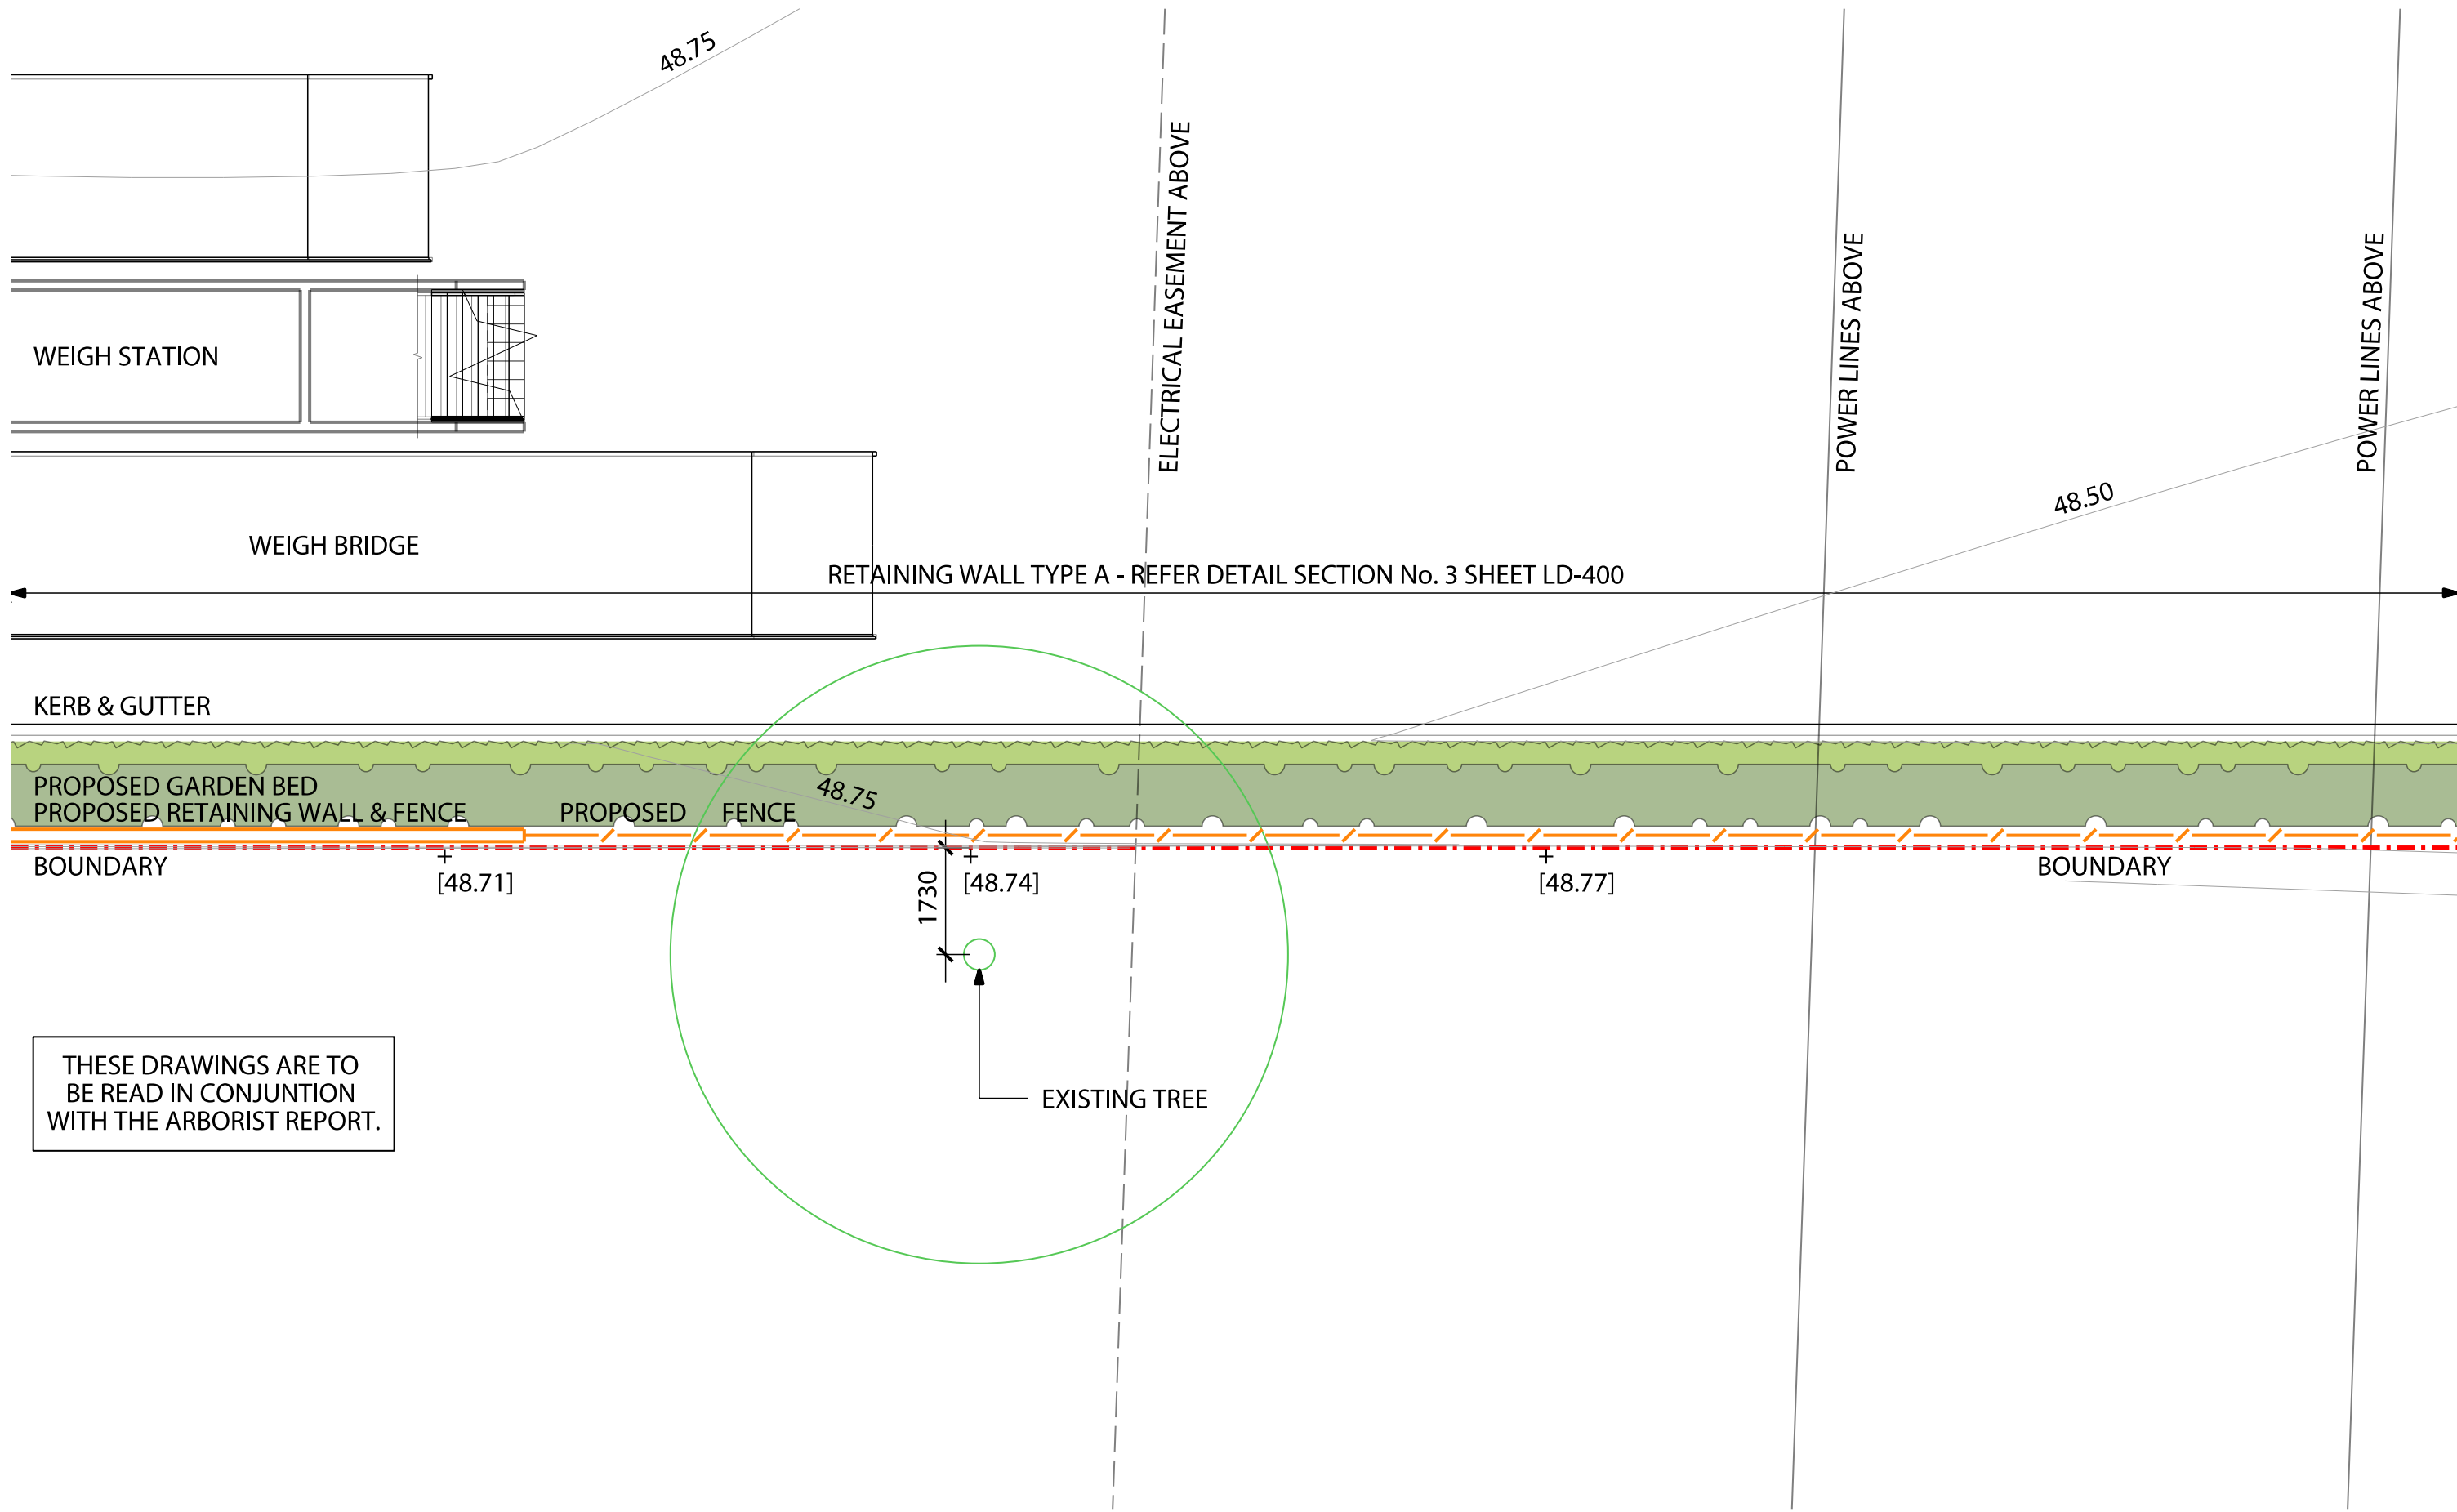 48.75
ELECTRICAL EASEMENT ABOVE
POWER LINES ABOVE
POWER LINES ABOVE
WEIGH STATION
48.50
WEIGH BRIDGE
RETAINING WALL TYPE A - REFER DETAIL SECTION No. 3 SHEET LD-400
KERB & GUTTER
PROPOSED GARDEN BED
48.75
PROPOSED RETAINING WALL & FENCE
PROPOSED FENCE
BOUNDARY
BOUNDARY
[48.71]
[48.74]
[48.77]
1730
THESE DRAWINGS ARE TO
BE READ IN CONJUNTION
WITH THE ARBORIST REPORT.
EXISTING TREE